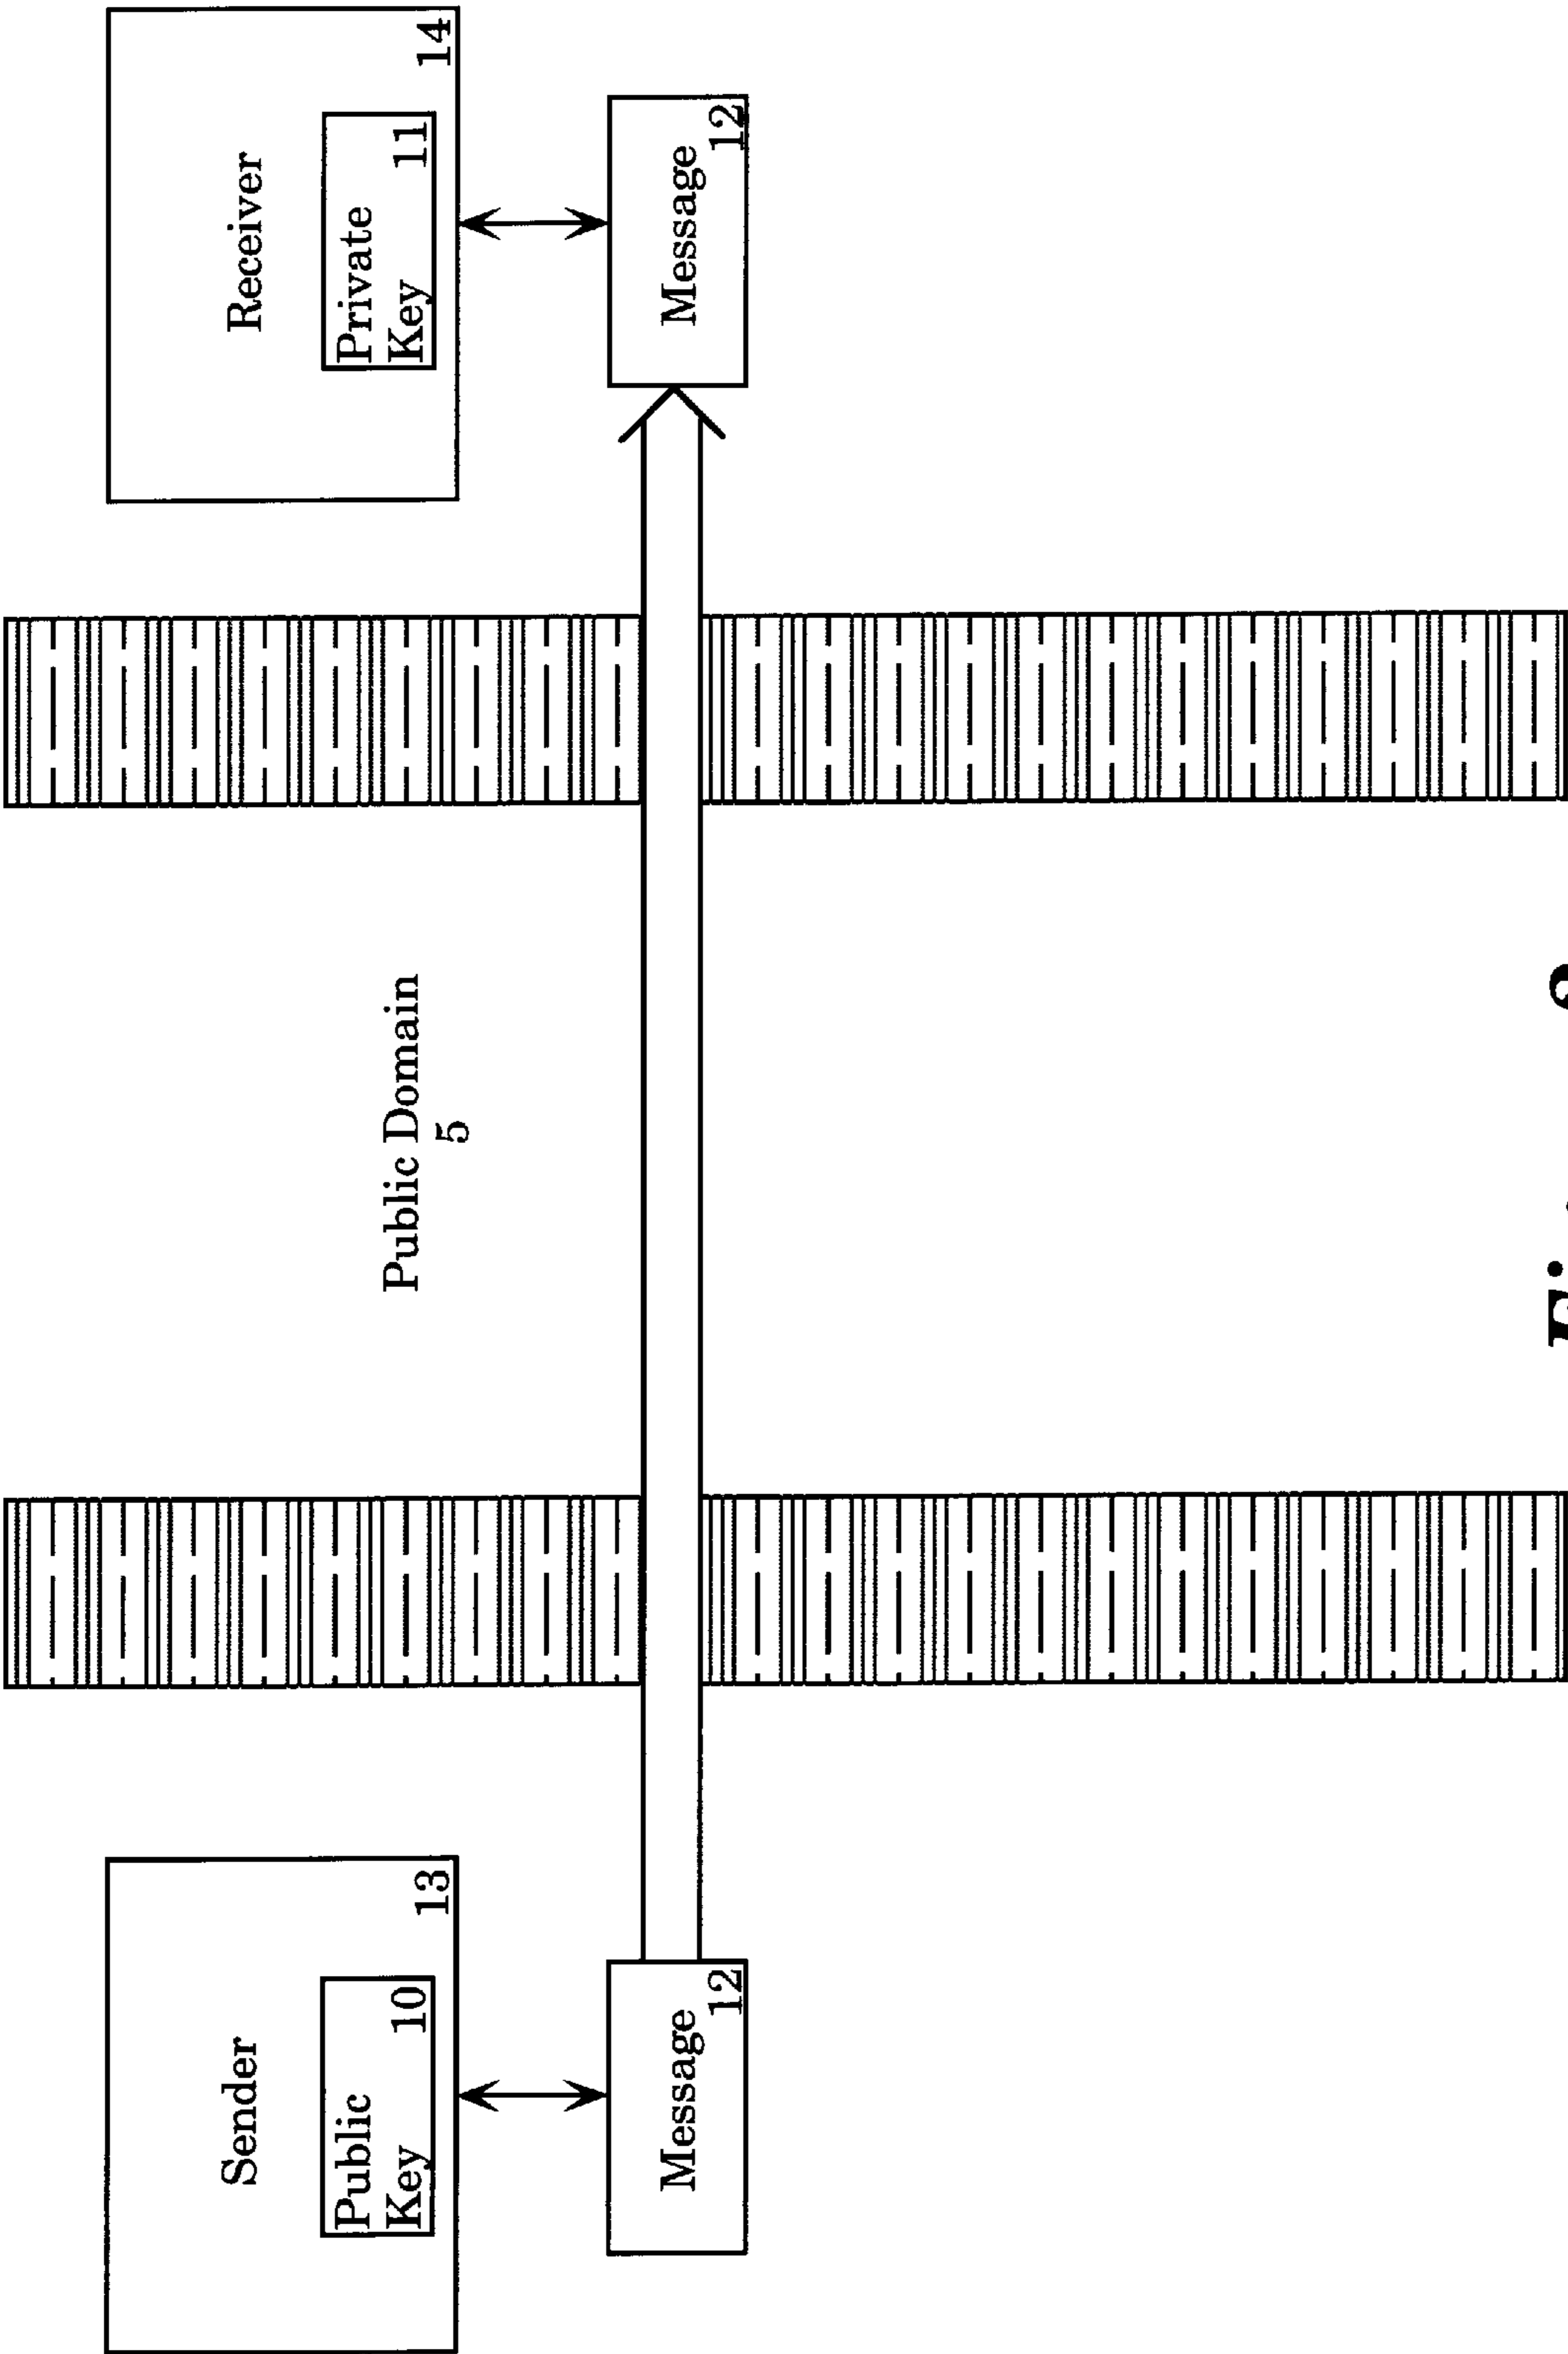 Sender
Public
Key 10
13
Message
12
Public Domain
5
Receiver
Private
Key 11
14
Message
12